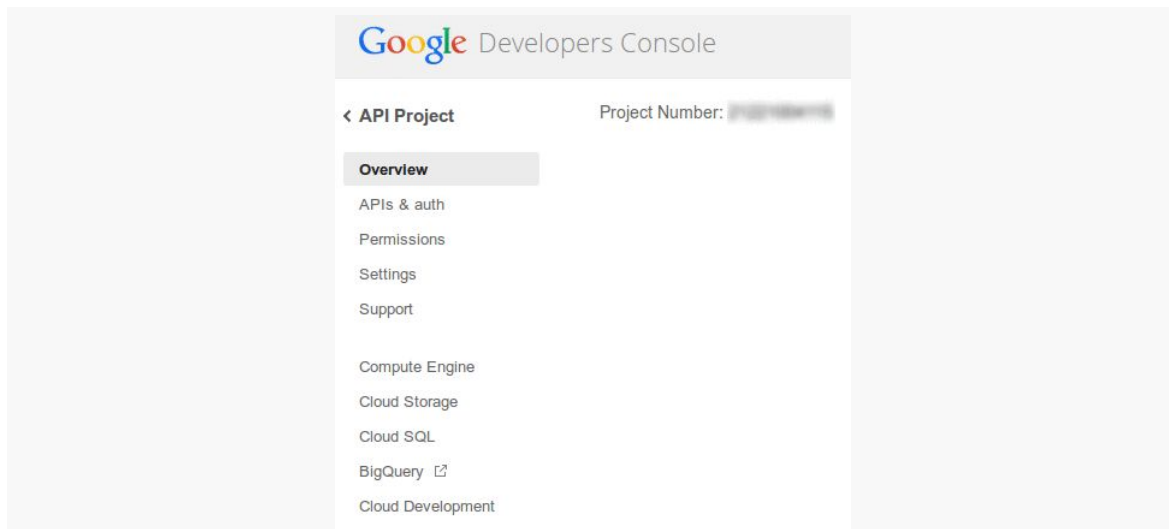 Google Developers Console
< API Project
Project Number:
Overview
APIs & auth
Permissions
Settings
Support
Compute Engine
Cloud Storage
Cloud SQL
BigQuery
Cloud Development